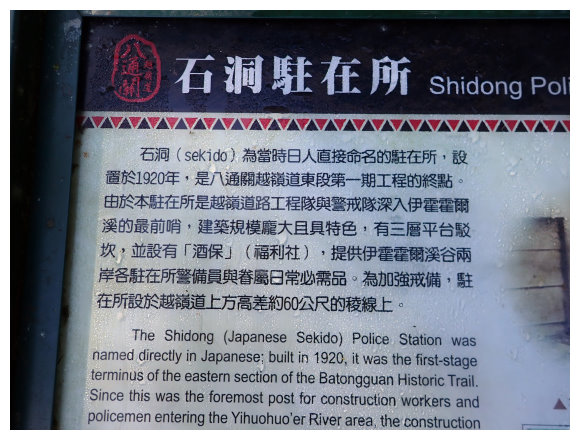 八通關
越嶺道
石洞駐在所 Shidong Poli
石洞（sekido）為當時日人直接命名的駐在所，設
置於1920年，是八通關越嶺道東段第一期工程的終點。
由於本駐在所是越嶺道路工程隊與警戒隊深入伊霍霍爾
溪的最前哨，建築規模龐大且具特色，有三層平台駁
坎，並設有「酒保」（福利社），提供伊霍霍爾溪谷兩
岸各駐在所警備員與眷屬日常必需品。為加強戒備，駐
在所設於越嶺道上方高差約60公尺的稜線上。
The Shidong (Japanese Sekido) Police Station was
named directly in Japanese; built in 1920, it was the first-stage
terminus of the eastern section of the Batongguan Historic Trail.
Since this was the foremost post for construction workers and
policemen entering the Yihuohuo'er River area, the construction